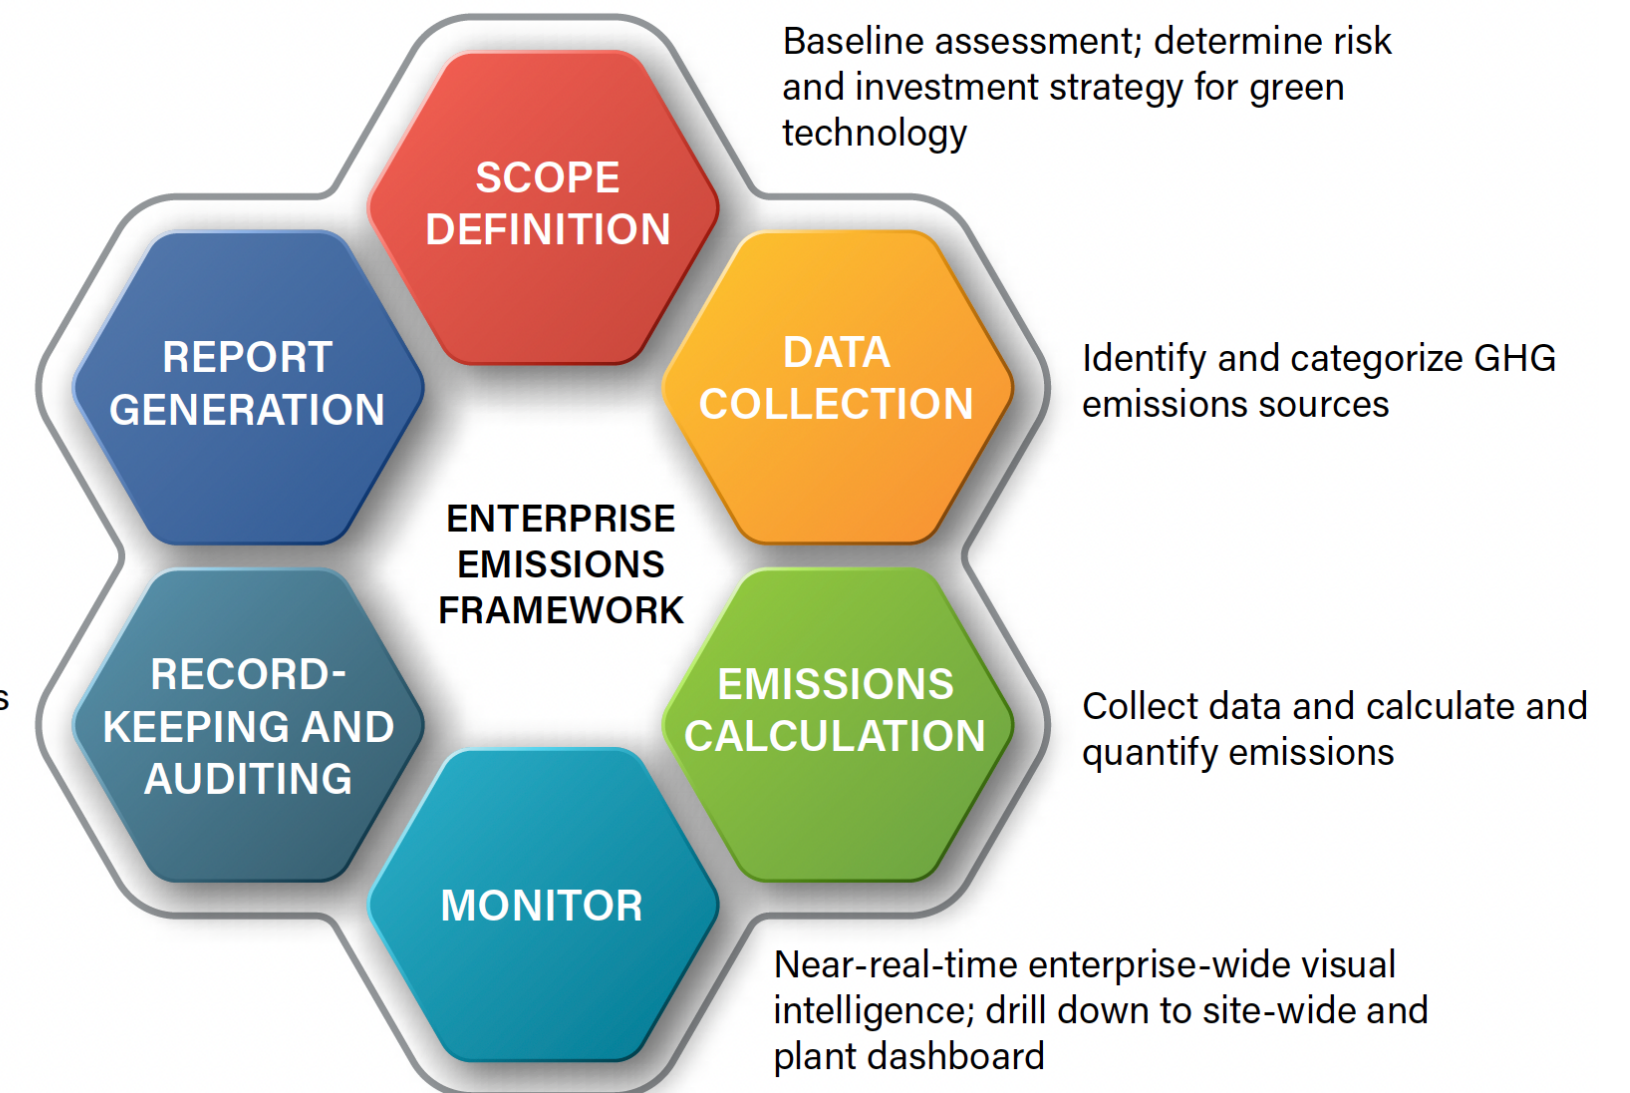 Baseline assessment; determine risk
and investment strategy for green
technology
SCOPE
DEFINITION
DATA
COLLECTION
Identify and categorize GHG
emissions sources
REPORT
GENERATION
ENTERPRISE
EMISSIONS
FRAMEWORK
EMISSIONS
CALCULATION
Collect data and calculate and
quantify emissions
RECORD-
KEEPING AND
AUDITING
MONITOR
Near-real-time enterprise-wide visual
intelligence; drill down to site-wide and
plant dashboard